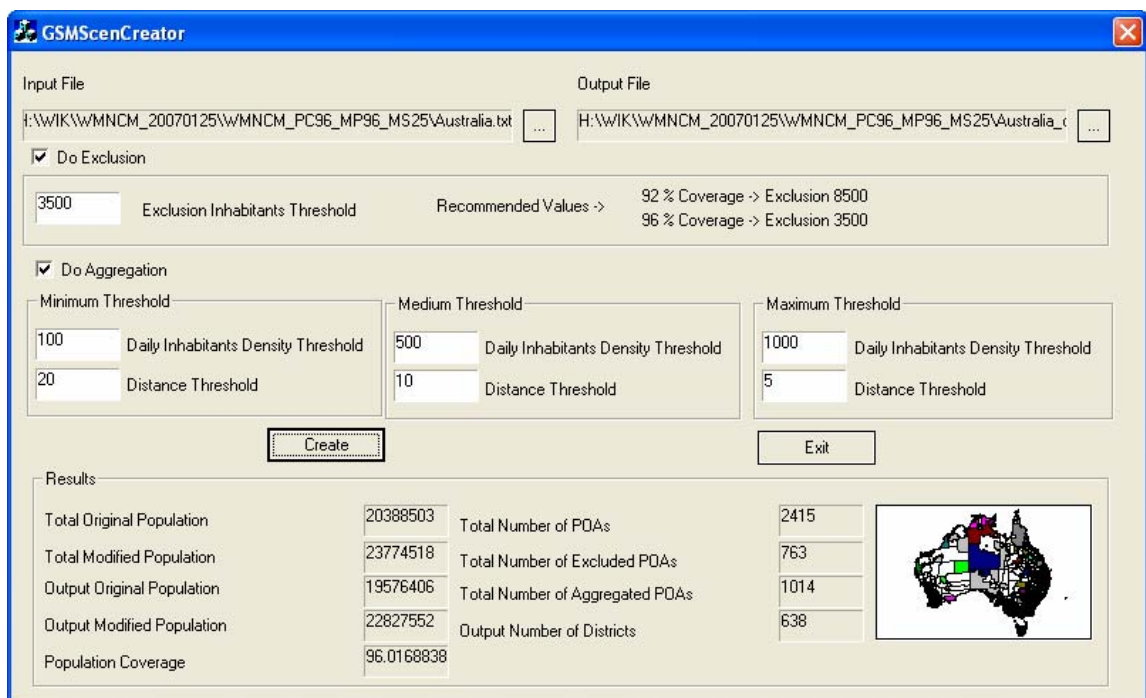 GSMScenCreator
Input File
Output File
H:\WIK\WMNCM_20070125\WMNCM_PC96_MP96_MS25\Australia.txt
...
H:\WIK\WMNCM_20070125\WMNCM_PC96_MP96_MS25\Australia_
...
Do Exclusion
3500
Exclusion Inhabitants Threshold
Recommended Values ->
92 % Coverage -> Exclusion 8500
96 % Coverage -> Exclusion 3500
Do Aggregation
Minimum Threshold
100
Daily Inhabitants Density Threshold
20
Distance Threshold
Medium Threshold
500
Daily Inhabitants Density Threshold
10
Distance Threshold
Maximum Threshold
1000
Daily Inhabitants Density Threshold
5
Distance Threshold
Create
Exit
Results
Total Original Population
20388503
Total Modified Population
23774518
Output Original Population
19576406
Output Modified Population
22827552
Population Coverage
96.0168838
Total Number of POAs
2415
Total Number of Excluded POAs
763
Total Number of Aggregated POAs
1014
Output Number of Districts
638